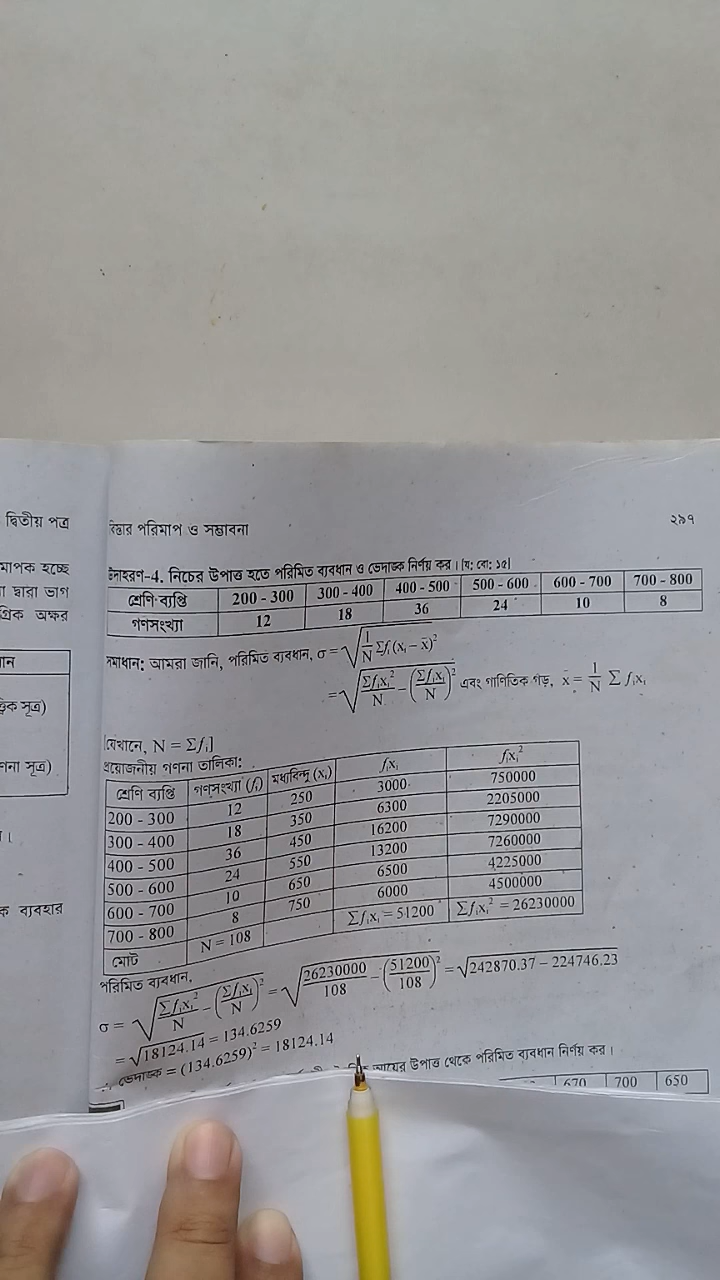 দ্বিতীয় পত্র
মাপক হচ্ছে
া দ্বারা ভাগ
গ্রিক অক্ষর
মান
সূত্র)
সূত্র)
ক ব্যবহার
বিস্তার পরিমাপ ও সম্ভাবনা
২৯৭
উদাহরণ-4. নিচের উপাত্ত হতে পরিমিত ব্যবধান ও ভেদাঙ্ক নির্ণয় কর। [য: বো: ১৫]
শ্রেণি ব্যাপ্তি 200 - 300 300 - 400 400 - 500 500 - 600 600 - 700 700 - 800
গণসংখ্যা 12 18 36 24 10 8
সমাধান: আমরা জানি, পরিমিত ব্যবধান, σ = √(1/N Σfᵢ(xᵢ – x̄)²)
= √(Σfᵢxᵢ²/N – (Σfᵢxᵢ/N)²) এবং গাণিতিক গড়, x̄ = 1/N Σ fᵢxᵢ
[যেখানে, N = Σfᵢ]
প্রয়োজনীয় গণনা তালিকা:
শ্রেণি ব্যাপ্তি গণসংখ্যা (fᵢ) মধ্যবিন্দু (xᵢ) fᵢxᵢ fᵢxᵢ²
200 - 300 12 250 3000 750000
300 - 400 18 350 6300 2205000
400 - 500 36 450 16200 7290000
500 - 600 24 550 13200 7260000
600 - 700 10 650 6500 4225000
700 - 800 8 750 6000 4500000
মোট N = 108 Σfᵢxᵢ = 51200 Σfᵢxᵢ² = 26230000
পরিমিত ব্যবধান,
σ = √(Σfᵢxᵢ²/N – (Σfᵢxᵢ/N)²) = √(26230000/108 – (51200/108)²) = √(242870.37 – 224746.23)
= √18124.14 = 134.6259
∴ ভেদাঙ্ক = (134.6259)² = 18124.14
আয়ের উপাত্ত থেকে পরিমিত ব্যবধান নির্ণয় কর।
670 700 650